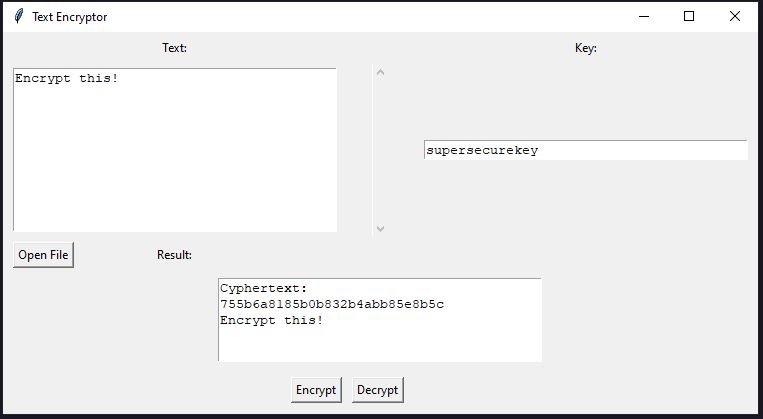 Text Encryptor
Text:
Key:
Encrypt this!
supersecurekey
Open File
Result:
Cyphertext:
755b6a8185b0b832b4abb85e8b5c
Encrypt this!
Encrypt
Decrypt